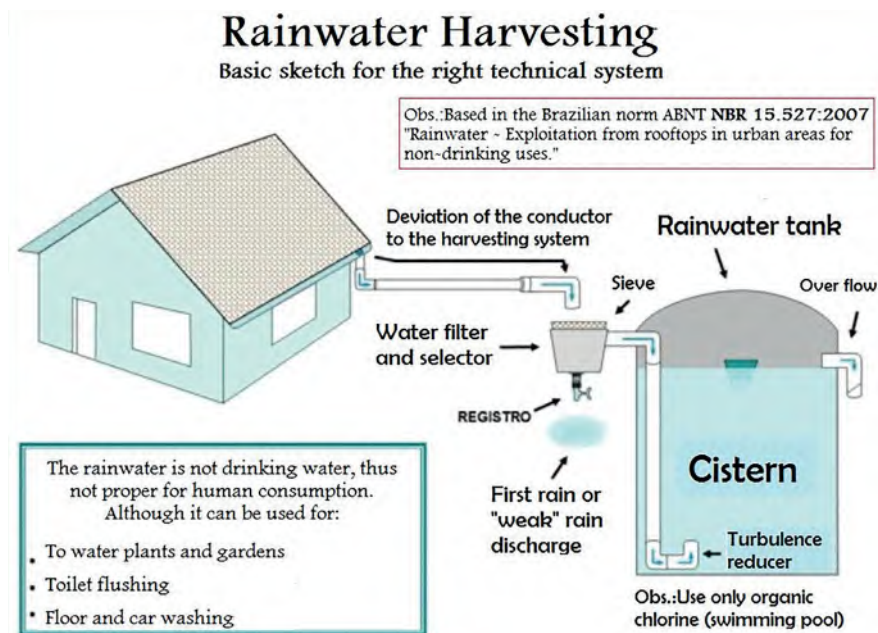 Rainwater Harvesting
Basic sketch for the right technical system
Obs.:Based in the Brazilian norm ABNT NBR 15.527:2007
"Rainwater - Exploitation from rooftops in urban areas for
non-drinking uses."
Deviation of the conductor
to the harvesting system
Rainwater tank
Sieve
Over flow
Water filter
and selector
REGISTRO
Cistern
First rain or
"weak" rain
discharge
Turbulence
reducer
Obs.:Use only organic
chlorine (swimming pool)
The rainwater is not drinking water, thus
not proper for human consumption.
Although it can be used for:
• To water plants and gardens
• Toilet flushing
• Floor and car washing